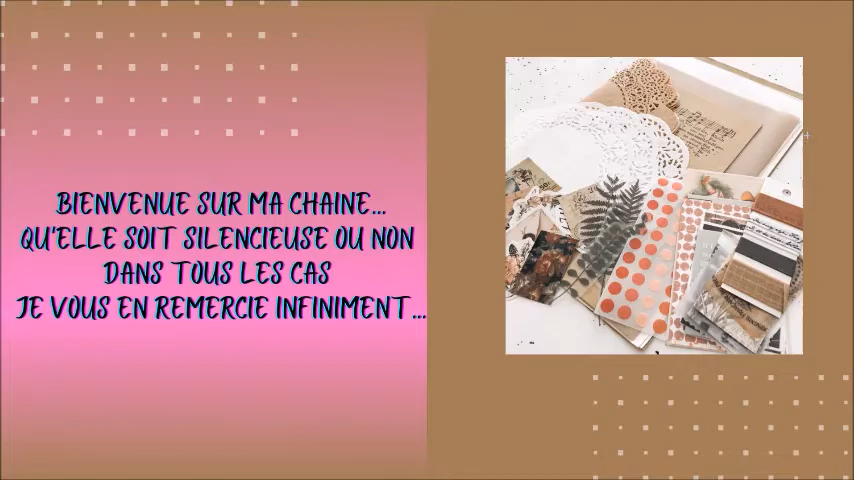 BIENVENUE SUR MA CHAINE...
QU'ELLE SOIT SILENCIEUSE OU NON
DANS TOUS LES CAS
JE VOUS EN REMERCIE INFINIMENT...